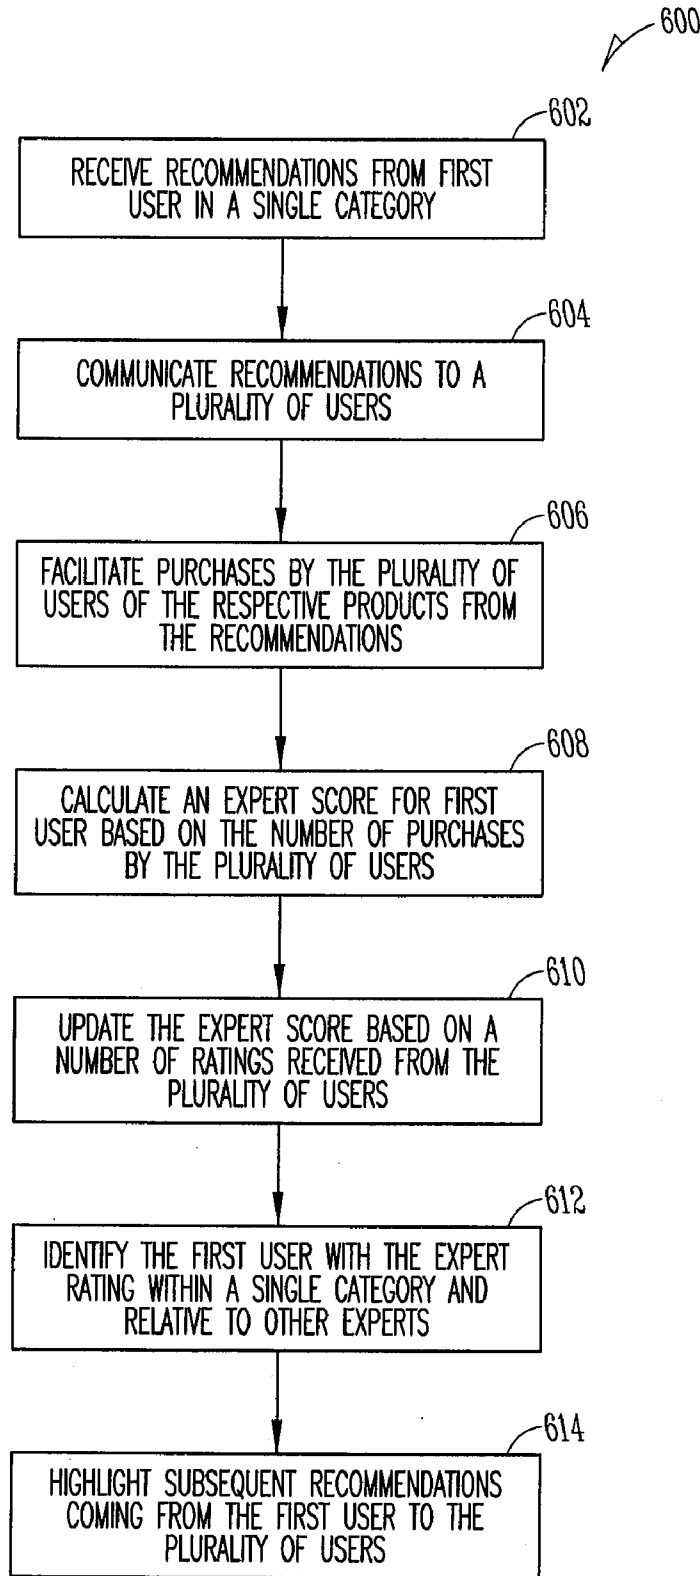 600
602
RECEIVE RECOMMENDATIONS FROM FIRST
USER IN A SINGLE CATEGORY
604
COMMUNICATE RECOMMENDATIONS TO A
PLURALITY OF USERS
606
FACILITATE PURCHASES BY THE PLURALITY OF
USERS OF THE RESPECTIVE PRODUCTS FROM
THE RECOMMENDATIONS
608
CALCULATE AN EXPERT SCORE FOR FIRST
USER BASED ON THE NUMBER OF PURCHASES
BY THE PLURALITY OF USERS
610
UPDATE THE EXPERT SCORE BASED ON A
NUMBER OF RATINGS RECEIVED FROM THE
PLURALITY OF USERS
612
IDENTIFY THE FIRST USER WITH THE EXPERT
RATING WITHIN A SINGLE CATEGORY AND
RELATIVE TO OTHER EXPERTS
614
HIGHLIGHT SUBSEQUENT RECOMMENDATIONS
COMING FROM THE FIRST USER TO THE
PLURALITY OF USERS